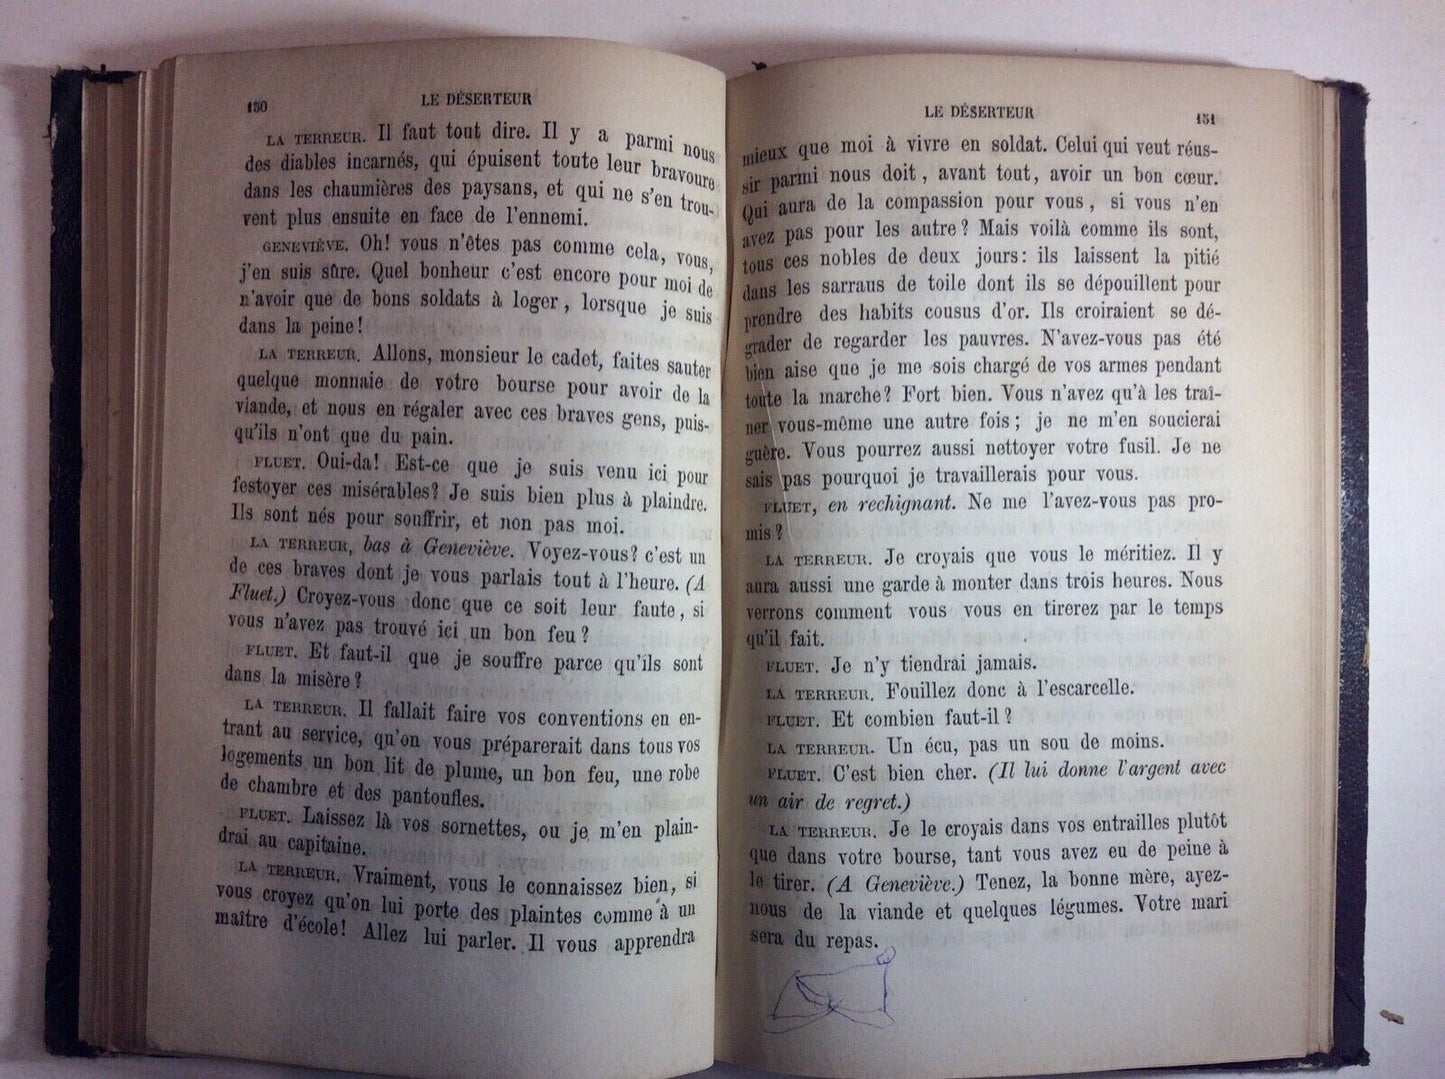 150
LE DÉSERTEUR
LA TERREUR. Il faut tout dire. Il y a parmi nous
des diables incarnés, qui épuisent toute leur bravoure
dans les chaumières des paysans, et qui ne s'en trou-
vent plus ensuite en face de l'ennemi.
GENEVIÈVE. Oh! vous n'êtes pas comme cela, vous,
j'en suis sûre. Quel bonheur c'est encore pour moi de
n'avoir que de bons soldats à loger, lorsque je suis
dans la peine!
LA TERREUR. Allons, monsieur le cadet, faites sauter
quelque monnaie de votre bourse pour avoir de la
viande, et nous en régaler avec ces braves gens, puis-
qu'ils n'ont que du pain.
FLUET. Oui-da! Est-ce que je suis venu ici pour
festoyer ces misérables? Je suis bien plus à plaindre.
Ils sont nés pour souffrir, et non pas moi.
LA TERREUR, bas à Geneviève. Voyez-vous? c'est un
de ces braves dont je vous parlais tout à l'heure. (A
Fluet.) Croyez-vous donc que ce soit leur faute, si
vous n'avez pas trouvé ici un bon feu?
FLUET. Et faut-il que je souffre parce qu'ils sont
dans la misère?
LA TERREUR. Il fallait faire vos conventions en en-
trant au service, qu'on vous préparerait dans tous vos
logements un bon lit de plume, un bon feu, une robe
de chambre et des pantoufles.
FLUET. Laissez là vos sornettes, ou je m'en plain-
drai au capitaine.
LA TERREUR. Vraiment, vous le connaissez bien, si
vous croyez qu'on lui porte des plaintes comme à un
maître d'école! Allez lui parler. Il vous apprendra
LE DÉSERTEUR
151
mieux que moi à vivre en soldat. Celui qui veut réus-
sir parmi nous doit, avant tout, avoir un bon cœur.
Qui aura de la compassion pour vous, si vous n'en
avez pas pour les autre? Mais voilà comme ils sont,
tous ces nobles de deux jours: ils laissent la pitié
dans les sarraus de toile dont ils se dépouillent pour
prendre des habits cousus d'or. Ils croiraient se dé-
grader de regarder les pauvres. N'avez-vous pas été
bien aise que je me sois chargé de vos armes pendant
toute la marche? Fort bien. Vous n'avez qu'à les traî-
ner vous-même une autre fois; je ne m'en soucierai
guère. Vous pourrez aussi nettoyer votre fusil. Je ne
sais pas pourquoi je travaillerais pour vous.
FLUET, en rechignant. Ne me l'avez-vous pas pro-
mis?
LA TERREUR. Je croyais que vous le méritiez. Il y
aura aussi une garde à monter dans trois heures. Nous
verrons comment vous vous en tirerez par le temps
qu'il fait.
FLUET. Je n'y tiendrai jamais.
LA TERREUR. Fouillez donc à l'escarcelle.
FLUET. Et combien faut-il?
LA TERREUR. Un écu, pas un sou de moins.
FLUET. C'est bien cher. (Il lui donne l'argent avec
un air de regret.)
LA TERREUR. Je le croyais dans vos entrailles plutôt
que dans votre bourse, tant vous avez eu de peine à
le tirer. (A Geneviève.) Tenez, la bonne mère, ayez-
nous de la viande et quelques légumes. Votre mari
sera du repas.